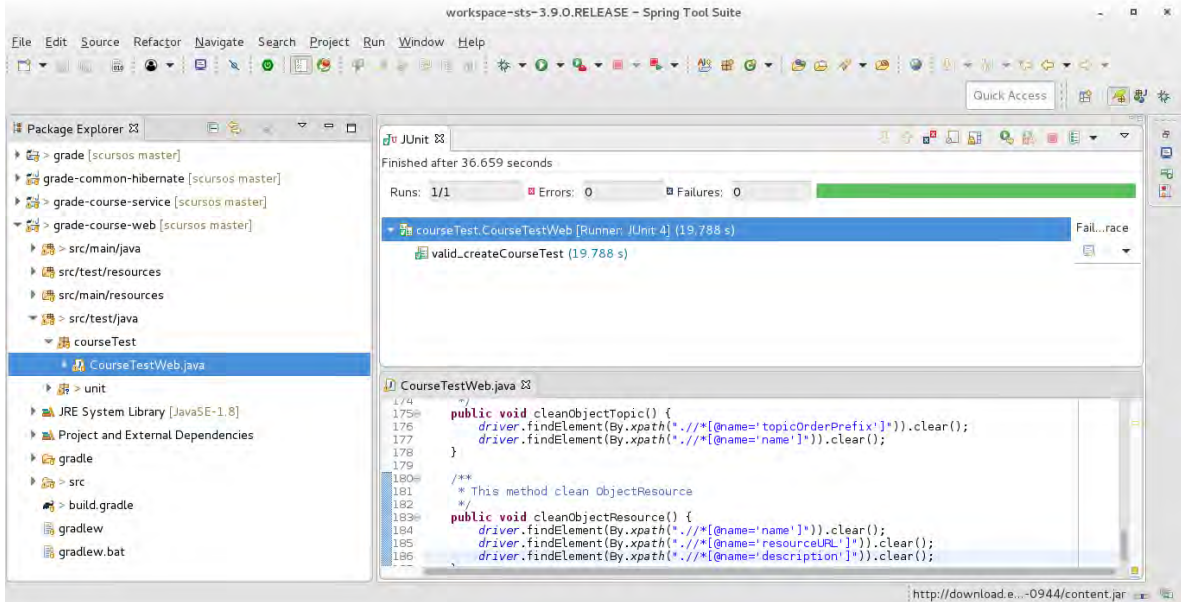 workspace-sts-3.9.0.RELEASE – Spring Tool Suite
File Edit Source Refactor Navigate Search Project Run Window Help
Quick Access
Package Explorer
> grade [scursos master]
> grade-common-hibernate [scursos master]
> grade-course-service [scursos master]
> grade-course-web [scursos master]
> src/main/java
src/test/resources
src/main/resources
> src/test/java
courseTest
CourseTestWeb.java
> unit
JRE System Library [JavaSE-1.8]
Project and External Dependencies
gradle
> src
> build.gradle
gradlew
gradlew.bat
JUnit
Finished after 36.659 seconds
Runs: 1/1 Errors: 0 Failures: 0
courseTest.CourseTestWeb [Runner: JUnit 4] (19.788 s)
valid_createCourseTest (19.788 s)
Fail...race
CourseTestWeb.java
174 */
175 public void cleanObjectTopic() {
176 driver.findElement(By.xpath(".//*[@name='topicOrderPrefix']")).clear();
177 driver.findElement(By.xpath(".//*[@name='name']")).clear();
178 }
179
180 /**
181 * This method clean ObjectResource
182 */
183 public void cleanObjectResource() {
184 driver.findElement(By.xpath(".//*[@name='name']")).clear();
185 driver.findElement(By.xpath(".//*[@name='resourceURL']")).clear();
186 driver.findElement(By.xpath(".//*[@name='description']")).clear();
http://download.e...-0944/content.jar